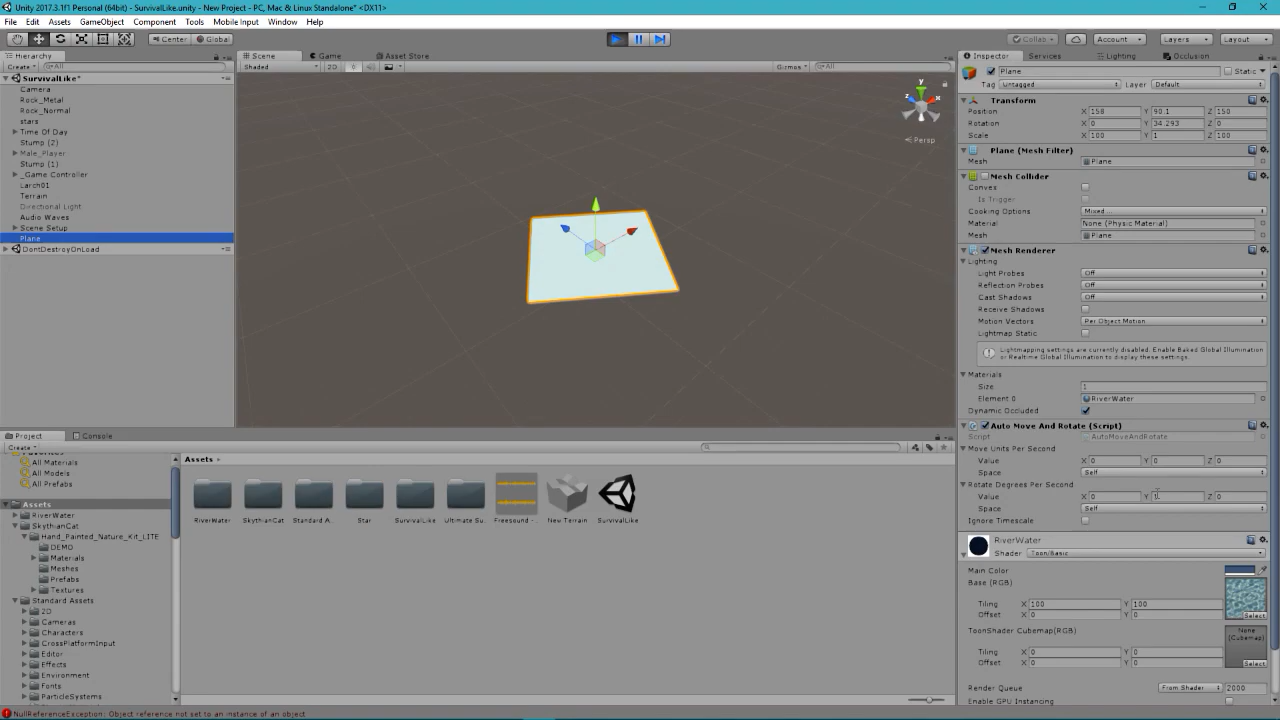 Unity 2017.3.1f1 Personal (64bit) - SurvivalLike.unity - New Project - PC, Mac & Linux Standalone* <DX11>
File Edit Assets GameObject Component Tools Mobile Input Window Help
Center Global Collab Account Layers Layout
Hierarchy
Create All
SurvivalLike*
Camera
Rock_Metal
Rock_Normal
stars
Time Of Day
Stump (2)
Male_Player
Stump (1)
_Game Controller
Larch01
Terrain
Directional Light
Audio Waves
Scene Setup
Plane
DontDestroyOnLoad
Scene Game Asset Store
Shaded 2D Gizmos All
y
z x
Persp
Inspector Services Lighting Occlusion
Plane Static
Tag Untagged Layer Default
Transform
Position X 158 Y 90.1 Z 150
Rotation X 0 Y 34.293 Z 0
Scale X 100 Y 1 Z 100
Plane (Mesh Filter)
Mesh Plane
Mesh Collider
Convex
Is Trigger
Cooking Options Mixed ...
Material None (Physic Material)
Mesh Plane
Mesh Renderer
Lighting
Light Probes Off
Reflection Probes Off
Cast Shadows Off
Receive Shadows
Motion Vectors Per Object Motion
Lightmap Static
Lightmapping settings are currently disabled. Enable Baked Global Illumination
or Realtime Global Illumination to display these settings.
Materials
Size 1
Element 0 RiverWater
Dynamic Occluded
Auto Move And Rotate (Script)
Script AutoMoveAndRotate
Move Units Per Second
Value X 0 Y 0 Z 0
Space Self
Rotate Degrees Per Second
Value X 0 Y 1 Z 0
Space Self
Ignore Timescale
RiverWater
Shader Toon/Basic
Main Color
Base (RGB)
Tiling X 100 Y 100
Offset X 0 Y 0
Select
ToonShader Cubemap(RGB)
None
(Cubemap)
Tiling X 0 Y 0
Offset X 0 Y 0
Select
Render Queue From Shader 2000
Enable GPU Instancing
Project Console
Create
Favorites
All Materials
All Models
All Prefabs
Assets
RiverWater
SkythianCat
Hand_Painted_Nature_Kit_LITE
DEMO
Materials
Meshes
Prefabs
Textures
Standard Assets
2D
Cameras
Characters
CrossPlatformInput
Editor
Effects
Environment
Fonts
ParticleSystems
Assets
RiverWater SkythianCat Standard A... Star SurvivalLike Ultimate Su... Freesound - ... New Terrain SurvivalLike
NullReferenceException: Object reference not set to an instance of an object